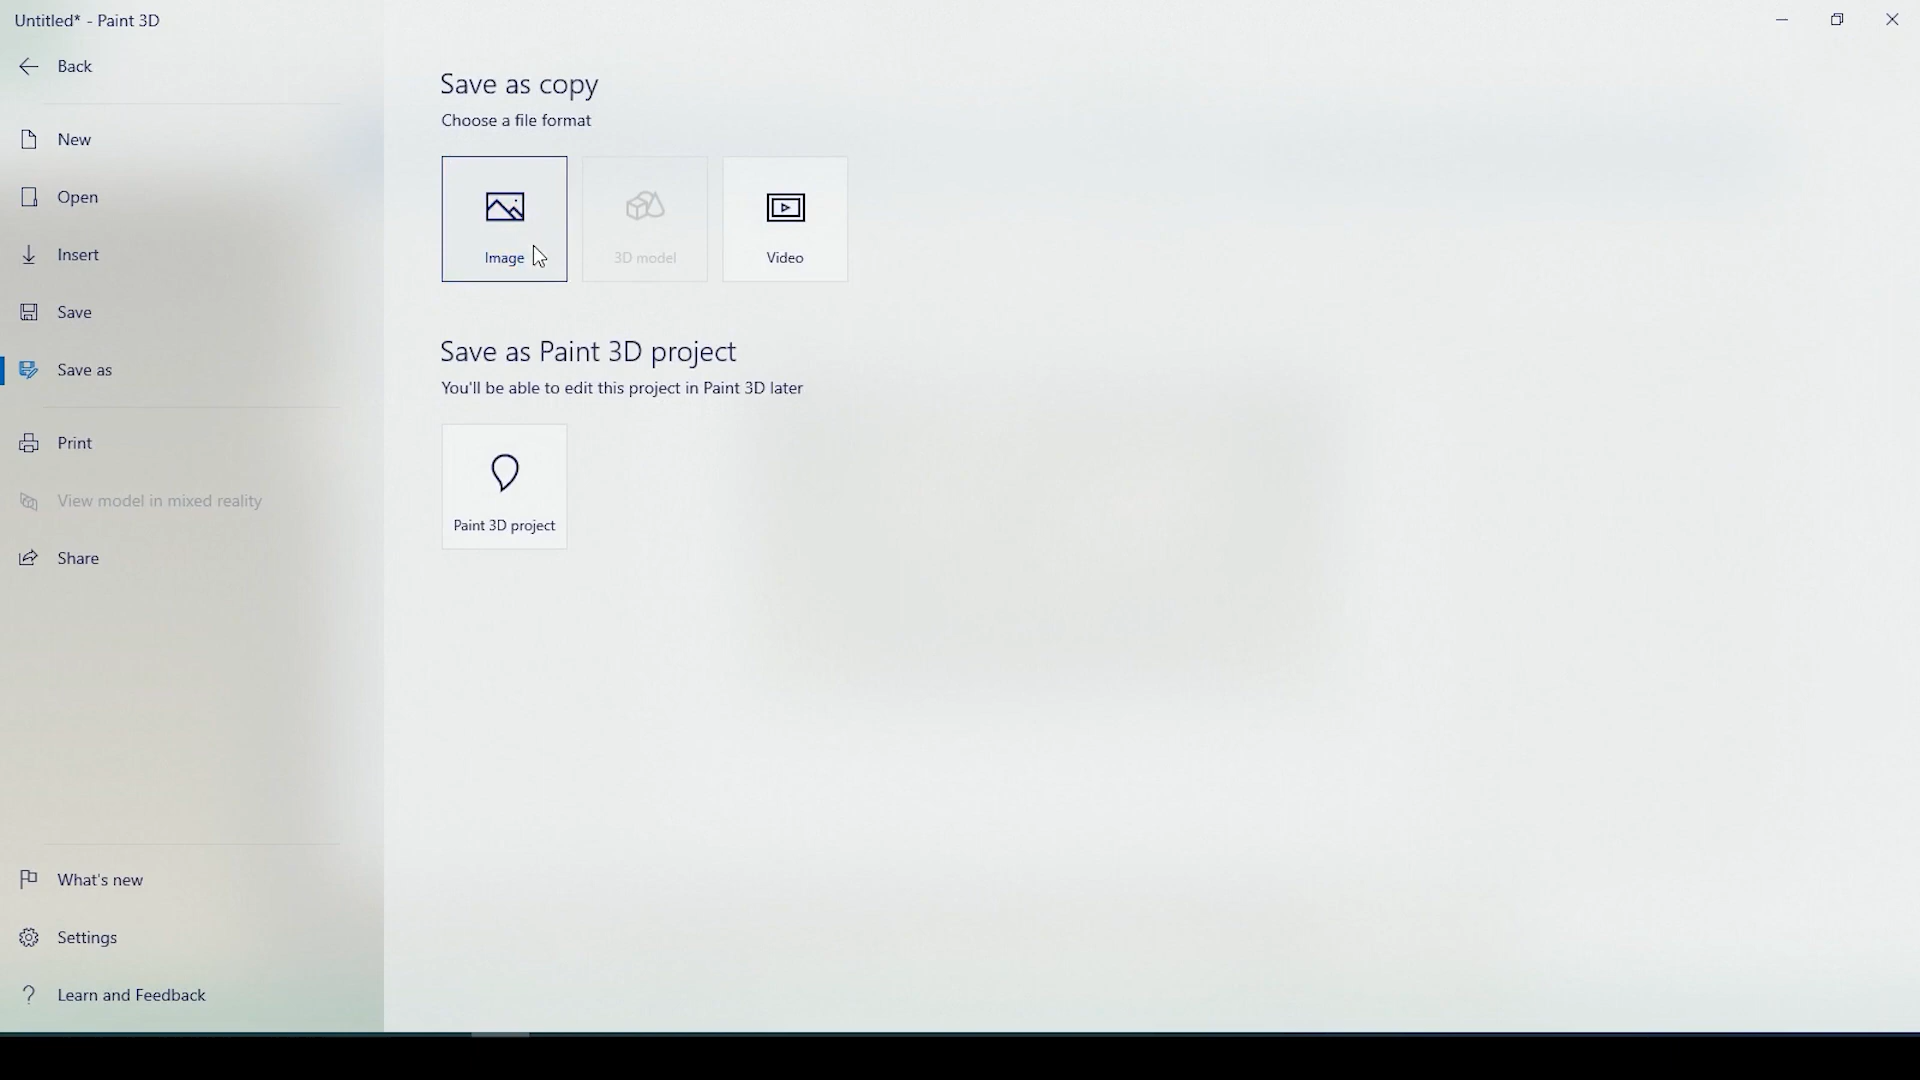 Untitled* - Paint 3D
Back
New
Open
Insert
Save
Save as
Print
View model in mixed reality
Share
What's new
Settings
Learn and Feedback
Save as copy
Choose a file format
Image
3D model
Video
Save as Paint 3D project
You'll be able to edit this project in Paint 3D later
Paint 3D project